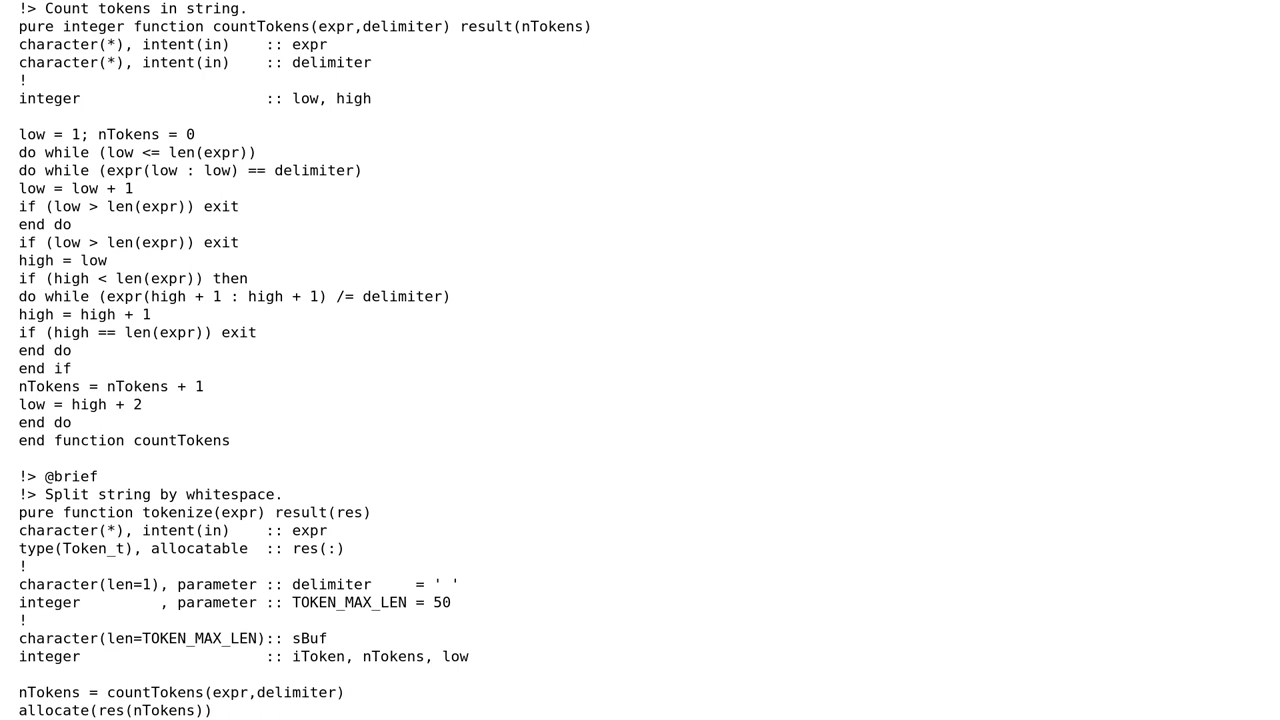 !> Count tokens in string.
pure integer function countTokens(expr,delimiter) result(nTokens)
character(*), intent(in)    :: expr
character(*), intent(in)    :: delimiter
!
integer                     :: low, high

low = 1; nTokens = 0
do while (low <= len(expr))
do while (expr(low : low) == delimiter)
low = low + 1
if (low > len(expr)) exit
end do
if (low > len(expr)) exit
high = low
if (high < len(expr)) then
do while (expr(high + 1 : high + 1) /= delimiter)
high = high + 1
if (high == len(expr)) exit
end do
end if
nTokens = nTokens + 1
low = high + 2
end do
end function countTokens

!> @brief
!> Split string by whitespace.
pure function tokenize(expr) result(res)
character(*), intent(in)    :: expr
type(Token_t), allocatable  :: res(:)
!
character(len=1), parameter :: delimiter     = ' '
integer         , parameter :: TOKEN_MAX_LEN = 50
!
character(len=TOKEN_MAX_LEN):: sBuf
integer                     :: iToken, nTokens, low

nTokens = countTokens(expr,delimiter)
allocate(res(nTokens))